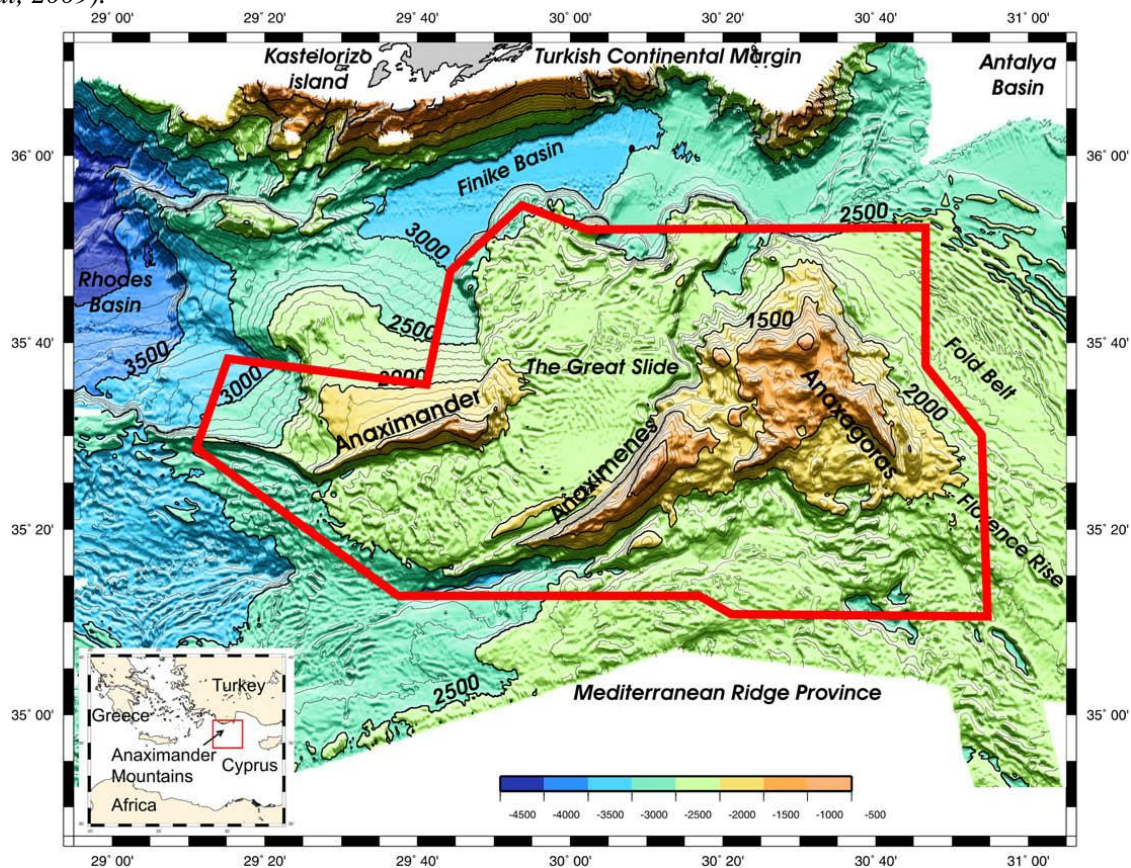 al, 2009).
29° 00' 29° 20' 29° 40' 30° 00' 30° 20' 30° 40' 31° 00'
Kastelorizo
island
Turkish Continental Margin
Antalya
Basin
36° 00' 36° 00'
Finike Basin
2500
3000
Rhodes
Basin
2500
1500
35° 40' 35° 40'
3500
3000
2000
The Great Slide
Fold Belt
2000
Anaximander
Anaximenes
Anaxagoras
35° 20' 35° 20'
Florence Rise
2500
Mediterranean Ridge Province
35° 00' 35° 00'
Turkey
Greece
Anaximander
Mountains
Cyprus
Africa
-4500 -4000 -3500 -3000 -2500 -2000 -1500 -1000 -500
29° 00' 29° 20' 29° 40' 30° 00' 30° 20' 30° 40' 31° 00'